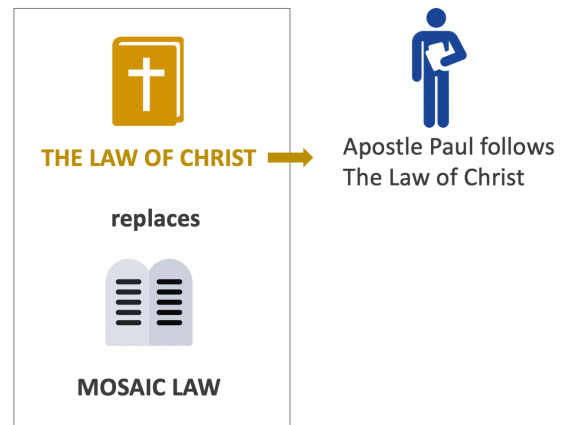 THE LAW OF CHRIST
replaces
MOSAIC LAW
Apostle Paul follows
The Law of Christ